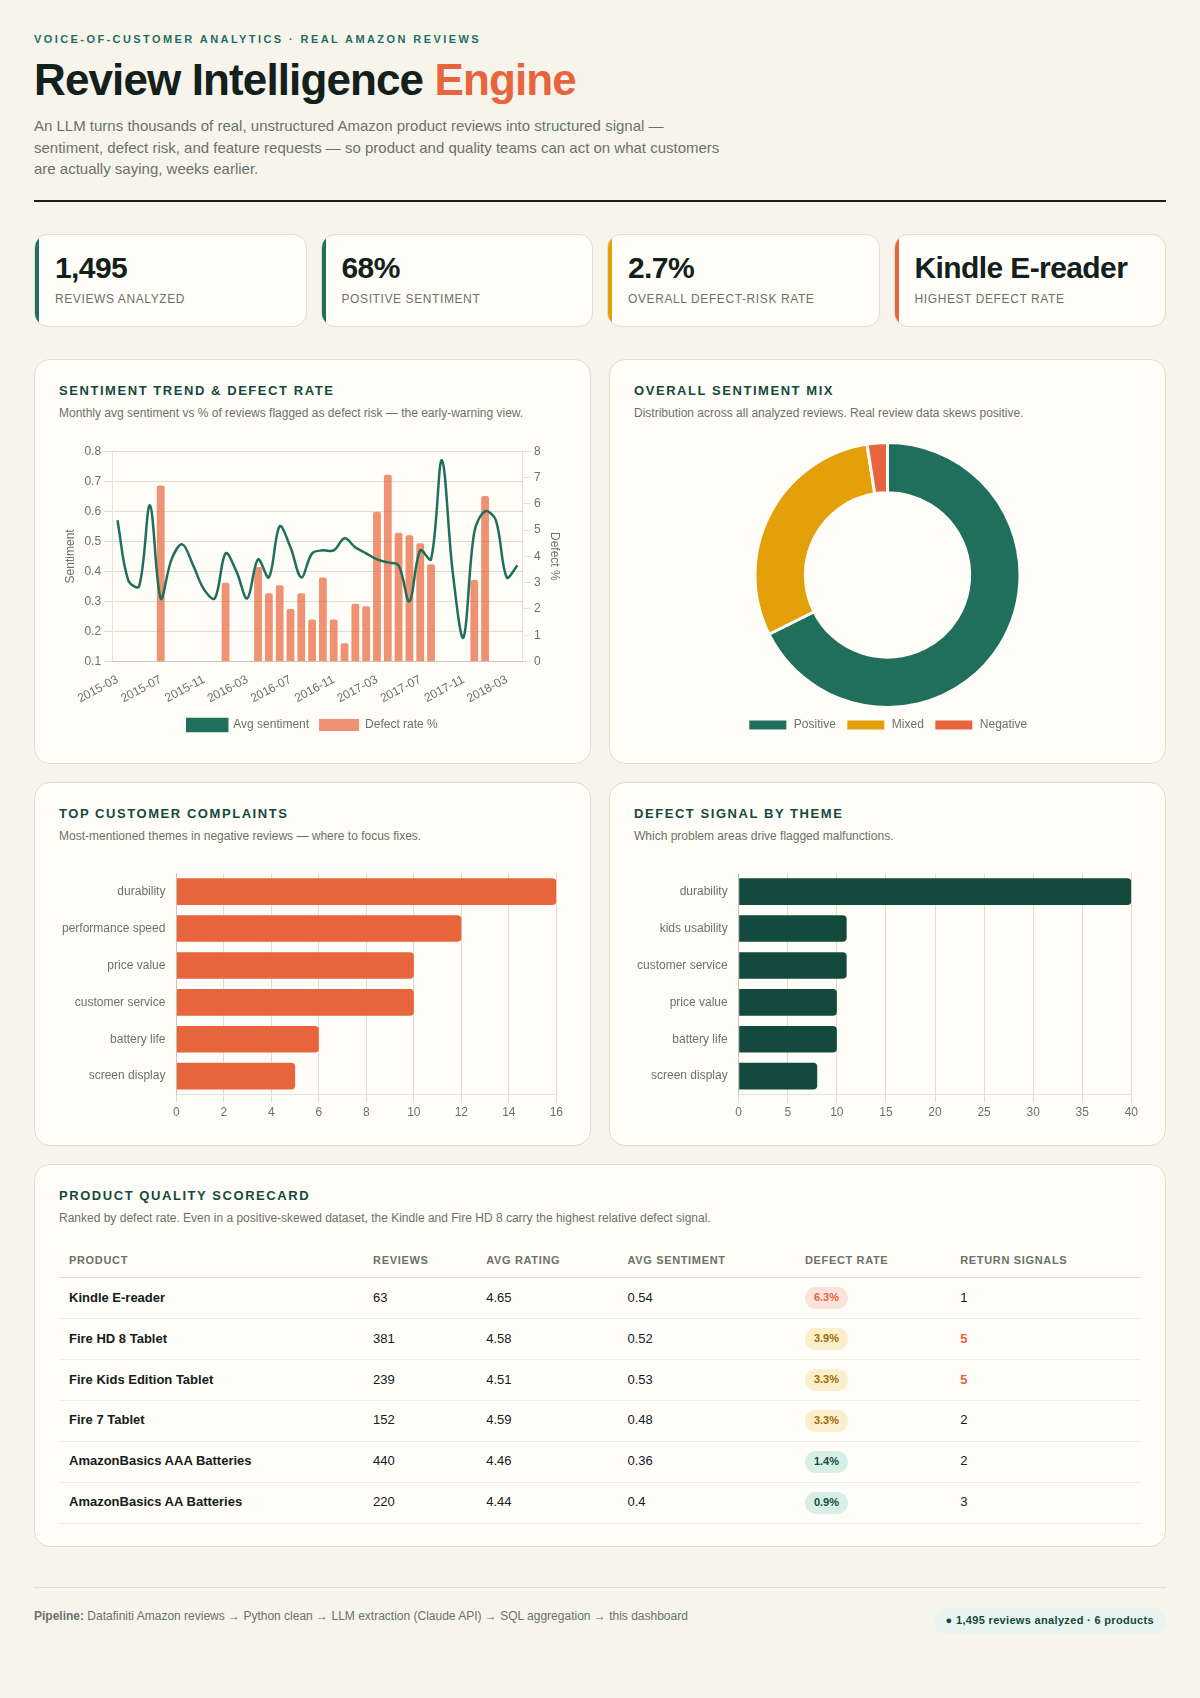 VOICE-OF-CUSTOMER ANALYTICS · REAL AMAZON REVIEWS
Review Intelligence Engine
An LLM turns thousands of real, unstructured Amazon product reviews into structured signal —
sentiment, defect risk, and feature requests — so product and quality teams can act on what customers
are actually saying, weeks earlier.
1,495
REVIEWS ANALYZED
68%
POSITIVE SENTIMENT
2.7%
OVERALL DEFECT-RISK RATE
Kindle E-reader
HIGHEST DEFECT RATE
SENTIMENT TREND & DEFECT RATE
Monthly avg sentiment vs % of reviews flagged as defect risk — the early-warning view.
0.8
0.7
0.6
0.5
0.4
0.3
0.2
0.1
Sentiment
8
7
6
5
4
3
2
1
0
Defect %
2015-03 2015-07 2015-11 2016-03 2016-07 2016-11 2017-03 2017-07 2017-11 2018-03
Avg sentiment Defect rate %
OVERALL SENTIMENT MIX
Distribution across all analyzed reviews. Real review data skews positive.
Positive Mixed Negative
TOP CUSTOMER COMPLAINTS
Most-mentioned themes in negative reviews — where to focus fixes.
durability
performance speed
price value
customer service
battery life
screen display
0 2 4 6 8 10 12 14 16
DEFECT SIGNAL BY THEME
Which problem areas drive flagged malfunctions.
durability
kids usability
customer service
price value
battery life
screen display
0 5 10 15 20 25 30 35 40
PRODUCT QUALITY SCORECARD
Ranked by defect rate. Even in a positive-skewed dataset, the Kindle and Fire HD 8 carry the highest relative defect signal.
PRODUCT REVIEWS AVG RATING AVG SENTIMENT DEFECT RATE RETURN SIGNALS
Kindle E-reader 63 4.65 0.54 6.3% 1
Fire HD 8 Tablet 381 4.58 0.52 3.9% 5
Fire Kids Edition Tablet 239 4.51 0.53 3.3% 5
Fire 7 Tablet 152 4.59 0.48 3.3% 2
AmazonBasics AAA Batteries 440 4.46 0.36 1.4% 2
AmazonBasics AA Batteries 220 4.44 0.4 0.9% 3
Pipeline: Datafiniti Amazon reviews → Python clean → LLM extraction (Claude API) → SQL aggregation → this dashboard
● 1,495 reviews analyzed · 6 products